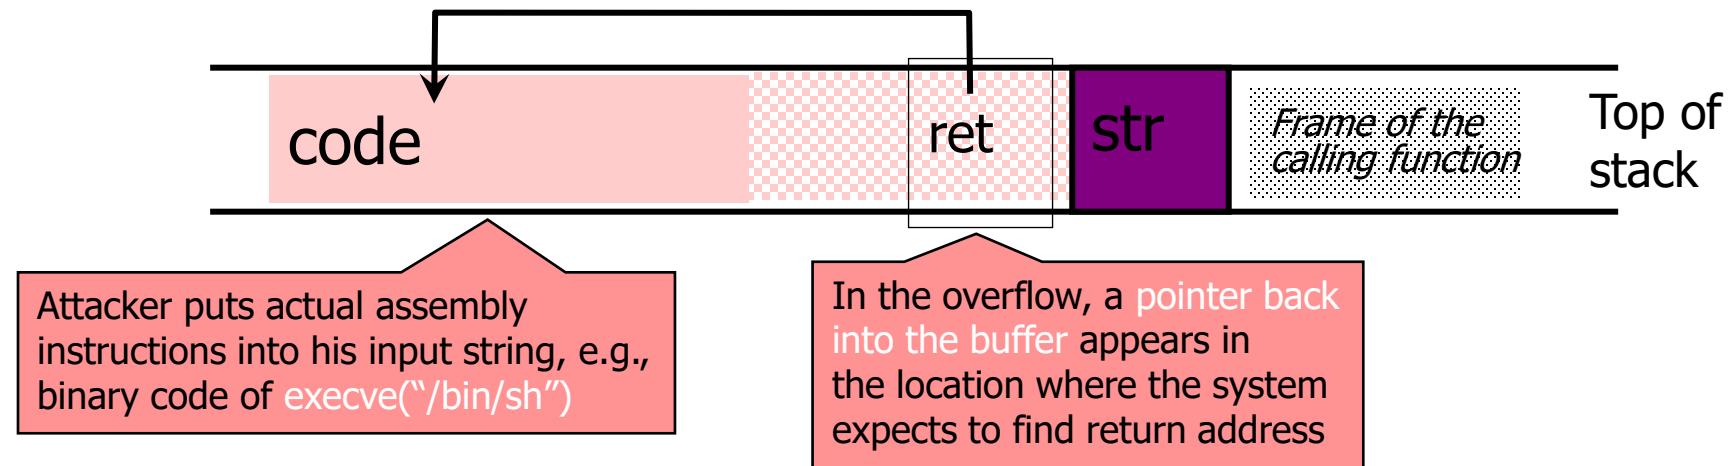 code
ret
str
Frame of the
calling function
Top of
stack
Attacker puts actual assembly
instructions into his input string, e.g.,
binary code of execve(“/bin/sh”)
In the overflow, a pointer back
into the buffer appears in
the location where the system
expects to find return address